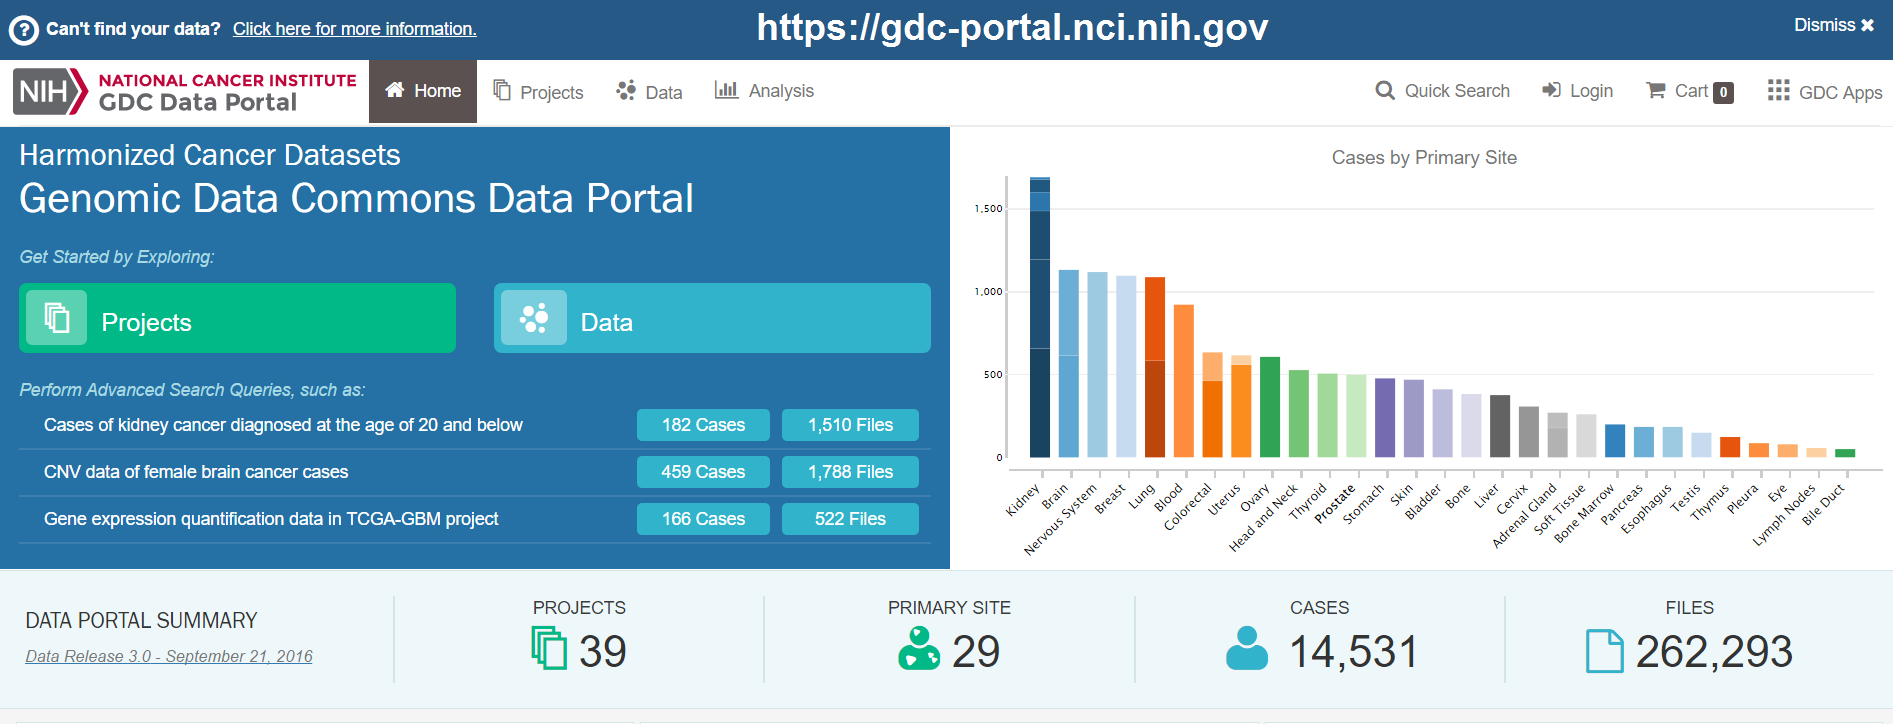 Can't find your data? Click here for more information.
https://gdc-portal.nci.nih.gov
Dismiss ✖
NIH
NATIONAL CANCER INSTITUTE
GDC Data Portal
Home
Projects
Data
Analysis
Quick Search
Login
Cart 0
GDC Apps
Harmonized Cancer Datasets
Genomic Data Commons Data Portal
Get Started by Exploring:
Projects
Data
Perform Advanced Search Queries, such as:
Cases of kidney cancer diagnosed at the age of 20 and below 182 Cases 1,510 Files
CNV data of female brain cancer cases 459 Cases 1,788 Files
Gene expression quantification data in TCGA-GBM project 166 Cases 522 Files
Cases by Primary Site
1,500
1,000
500
0
Kidney
Brain
Nervous System
Breast
Lung
Blood
Colorectal
Uterus
Ovary
Head and Neck
Thyroid
Prostate
Stomach
Skin
Bladder
Bone
Liver
Cervix
Adrenal Gland
Soft Tissue
Bone Marrow
Pancreas
Esophagus
Testis
Thymus
Pleura
Eye
Lymph Nodes
Bile Duct
DATA PORTAL SUMMARY
Data Release 3.0 - September 21, 2016
PROJECTS
39
PRIMARY SITE
29
CASES
14,531
FILES
262,293